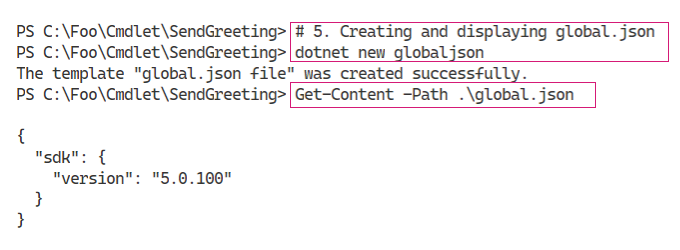 PS C:\Foo\Cmdlet\SendGreeting> # 5. Creating and displaying global.json
PS C:\Foo\Cmdlet\SendGreeting> dotnet new globaljson
The template "global.json file" was created successfully.
PS C:\Foo\Cmdlet\SendGreeting> Get-Content -Path .\global.json
{
  "sdk": {
    "version": "5.0.100"
  }
}